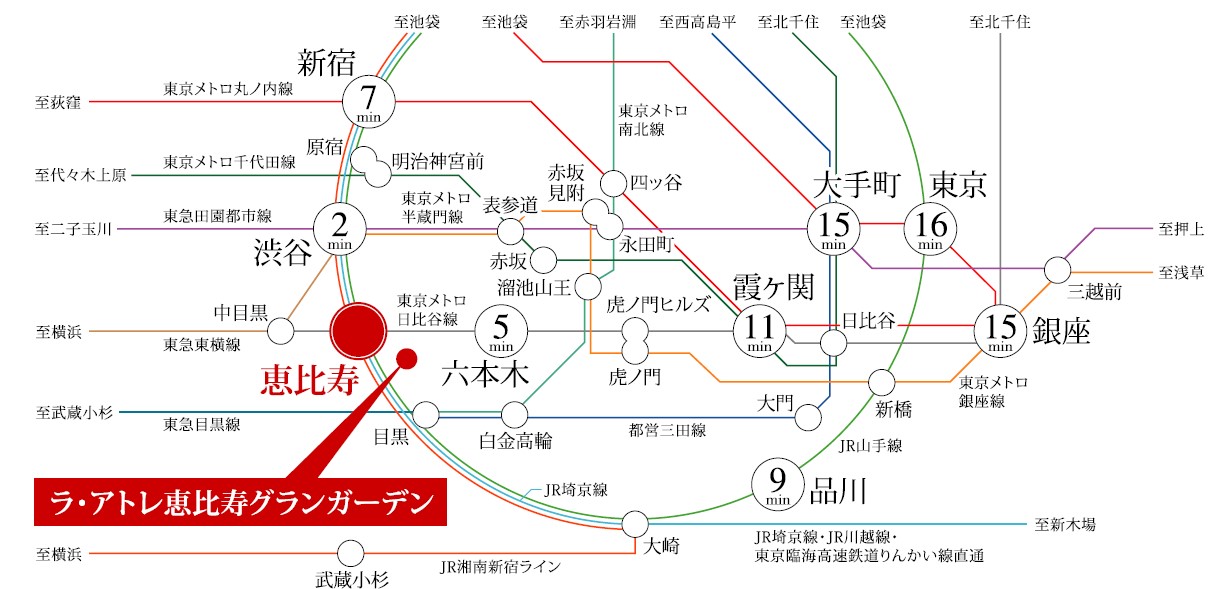 至池袋
至池袋
至赤羽岩淵
至西高島平
至北千住
至池袋
至北千住
新宿
7
min
東京メトロ丸ノ内線
至荻窪
東京メトロ
南北線
原宿
明治神宮前
東京メトロ千代田線
至代々木上原
赤坂
見附
四ッ谷
大手町
15
min
東京
16
min
東京メトロ
半蔵門線
表参道
東急田園都市線
至二子玉川
2
min
渋谷
永田町
至押上
赤坂
溜池山王
至浅草
三越前
霞ヶ関
11
min
中目黒
東京メトロ
日比谷線
虎ノ門ヒルズ
日比谷
至横浜
東急東横線
5
min
六本木
15
min
銀座
恵比寿
虎ノ門
東京メトロ
銀座線
新橋
至武蔵小杉
東急目黒線
目黒
白金高輪
都営三田線
大門
JR山手線
9
min
品川
ラ・アトレ恵比寿グランガーデン
JR埼京線
大崎
至新木場
JR埼京線・JR川越線・
東京臨海高速鉄道りんかい線直通
至横浜
武蔵小杉
JR湘南新宿ライン